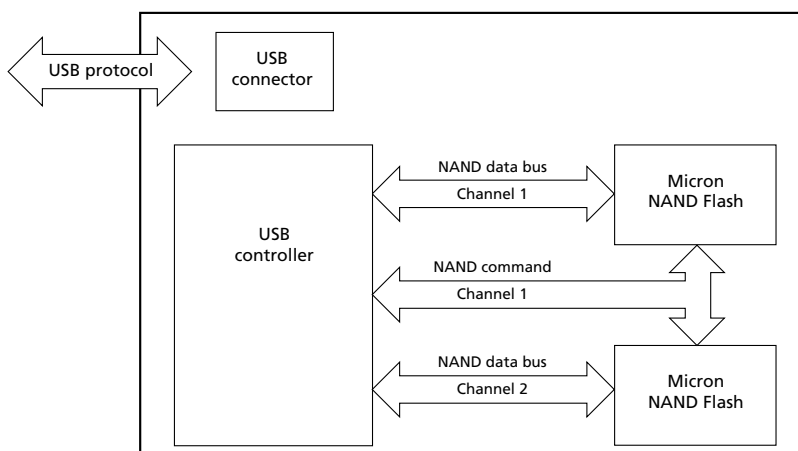 USB protocol
USB
connector
USB
controller
NAND data bus
Channel 1
Micron
NAND Flash
NAND command
Channel 1
NAND data bus
Channel 2
Micron
NAND Flash